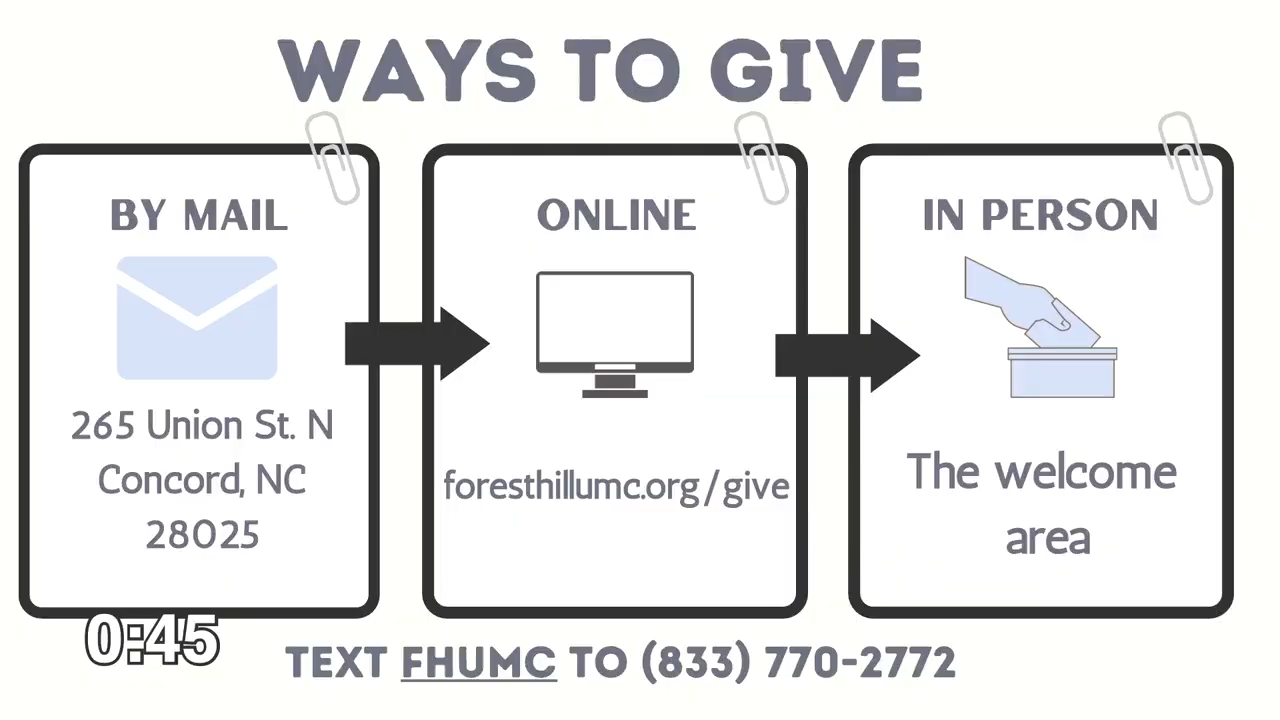 WAYS TO GIVE
BY MAIL
265 Union St. N
Concord, NC
28025
ONLINE
foresthillumc.org/give
IN PERSON
The welcome
area
0:45
TEXT FHUMC TO (833) 770-2772